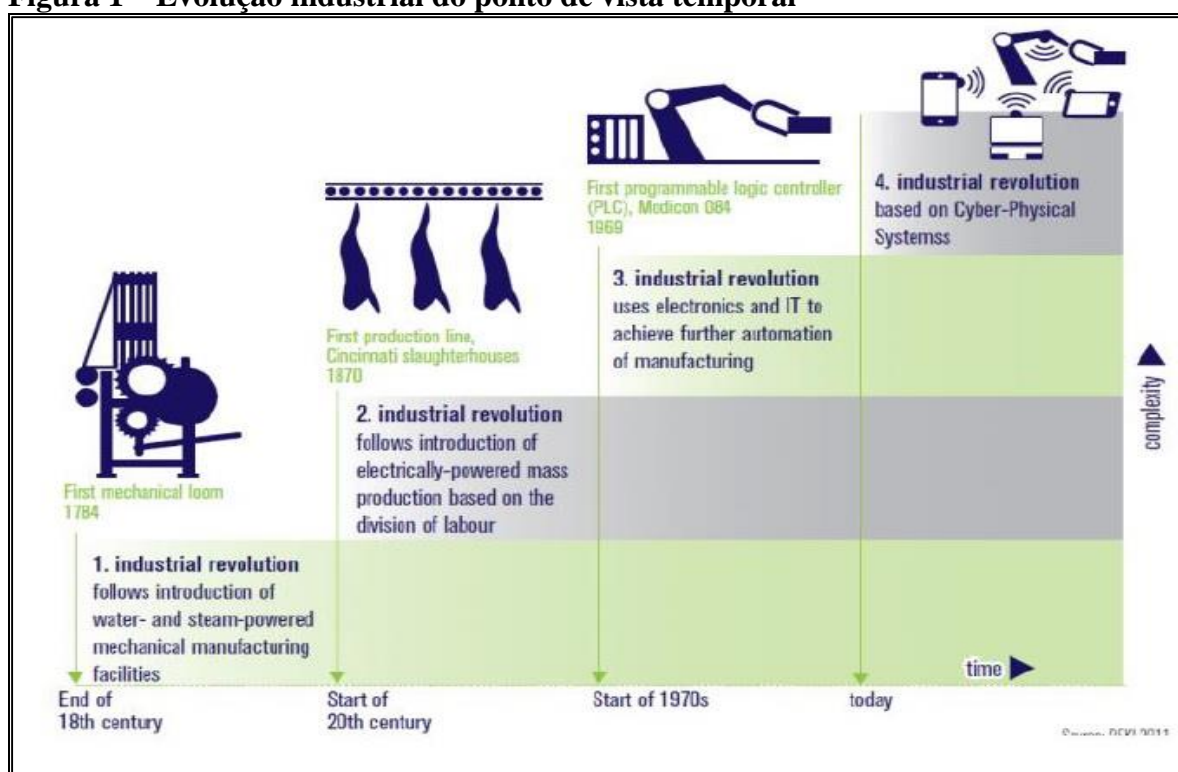 Figura 1 – Evolução industrial do ponto de vista temporal
First mechanical loom
1784
1. industrial revolution
follows introduction of
water- and steam-powered
mechanical manufacturing
facilities
End of
18th century
First production line,
Cincinnati slaughterhouses
1870
2. industrial revolution
follows introduction of
electrically-powered mass
production based on the
division of labour
Start of
20th century
First programmable logic controller
(PLC), Modicon 084
1969
3. industrial revolution
uses electronics and IT to
achieve further automation
of manufacturing
Start of 1970s
4. industrial revolution
based on Cyber-Physical
Systemss
today
time
complexity
Source: DFKI 2011